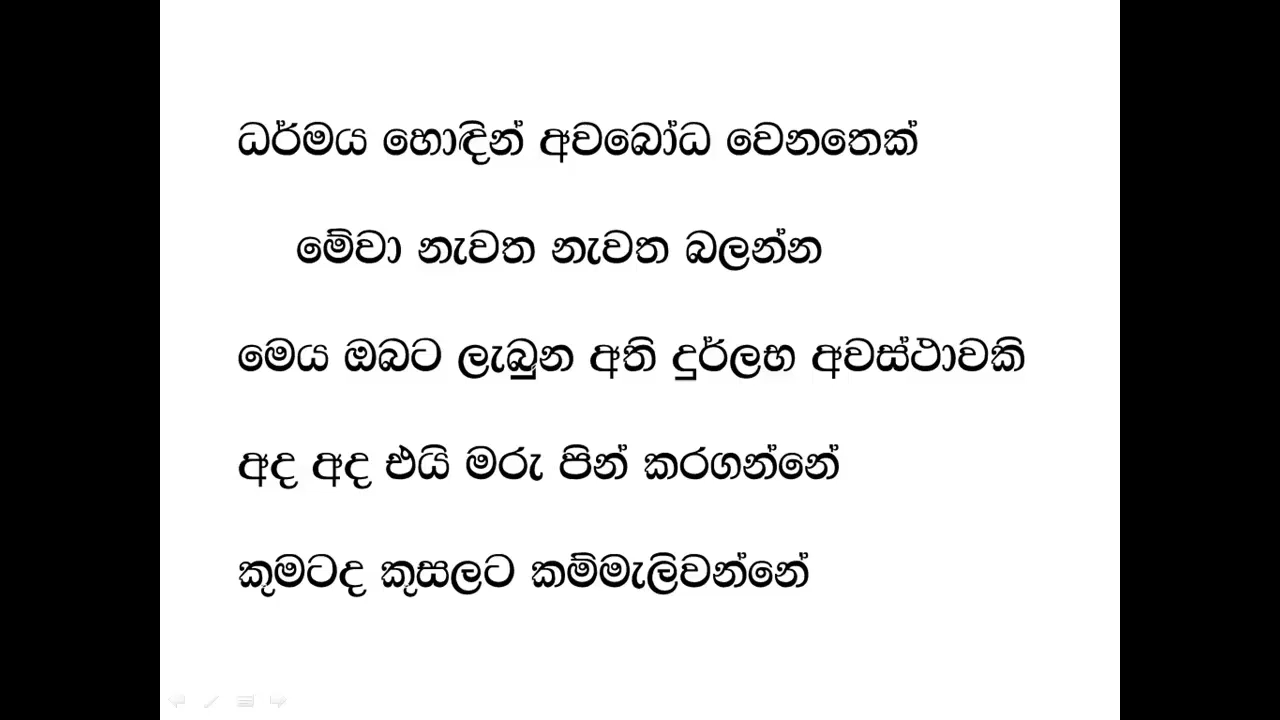 ධර්මය හොඳින් අවබෝධ වෙනතෙක්
මේවා නැවත නැවත බලන්න
මෙය ඔබට ලැබුන අති දුර්ලභ අවස්ථාවකි
අද අද එයි මරු පින් කරගන්නේ
කුමටද කුසලට කම්මැලිවන්නේ